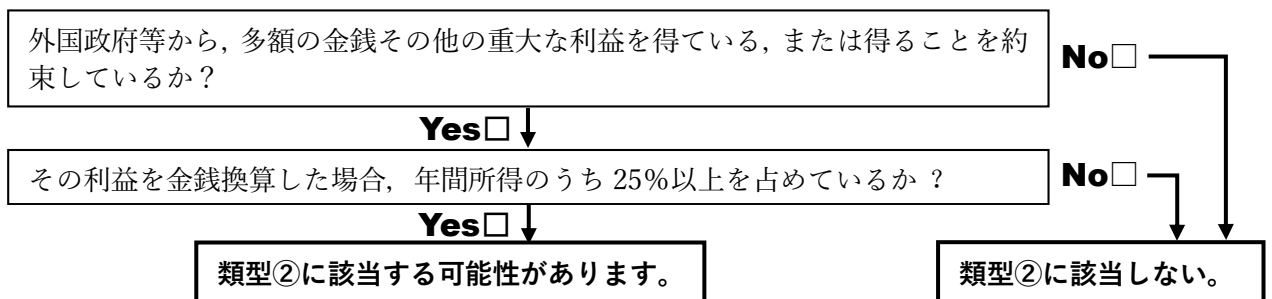 外国政府等から, 多額の金銭その他の重大な利益を得ている, または得ることを約
束しているか？
No□
Yes□
その利益を金銭換算した場合, 年間所得のうち 25%以上を占めているか ？
No□
Yes□
類型②に該当する可能性があります。
類型②に該当しない。